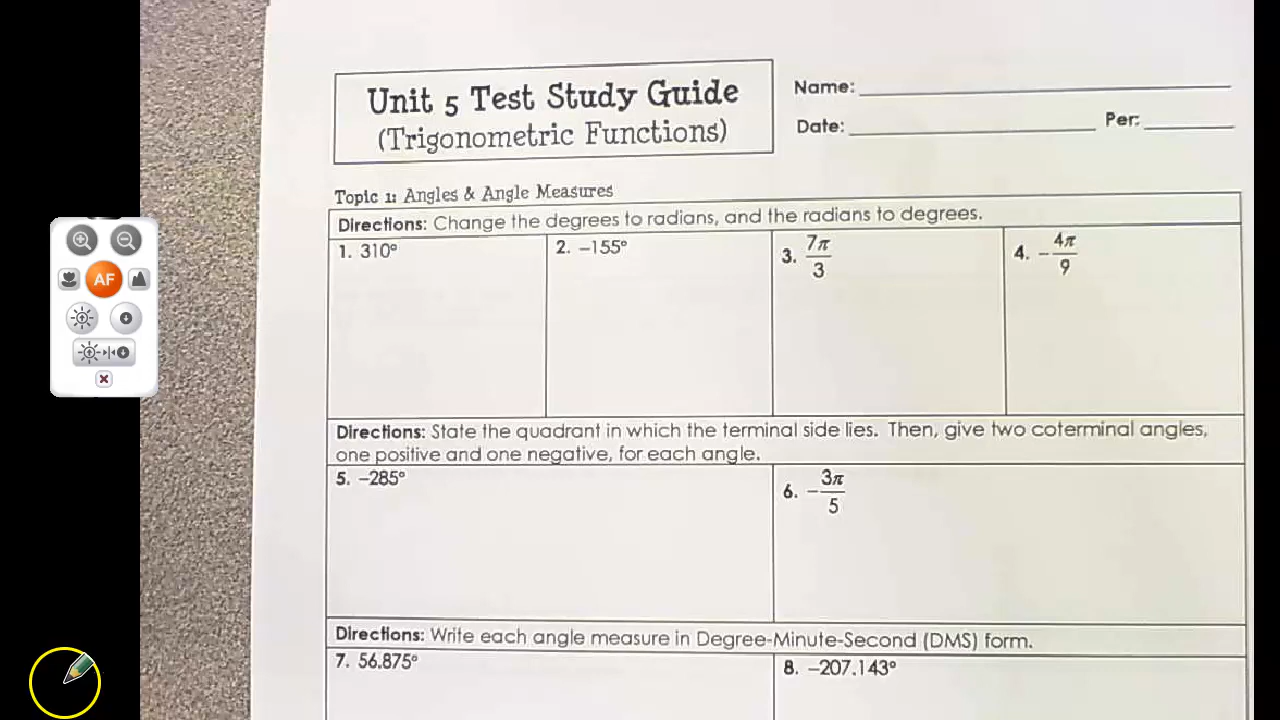 Unit 5 Test Study Guide
(Trigonometric Functions)
Name:
Date: Per:
Topic 1: Angles & Angle Measures
Directions: Change the degrees to radians, and the radians to degrees.
1. 310° 2. −155° 3. 7π/3 4. −4π/9
Directions: State the quadrant in which the terminal side lies. Then, give two coterminal angles,
one positive and one negative, for each angle.
5. −285° 6. −3π/5
Directions: Write each angle measure in Degree-Minute-Second (DMS) form.
7. 56.875° 8. −207.143°
AF